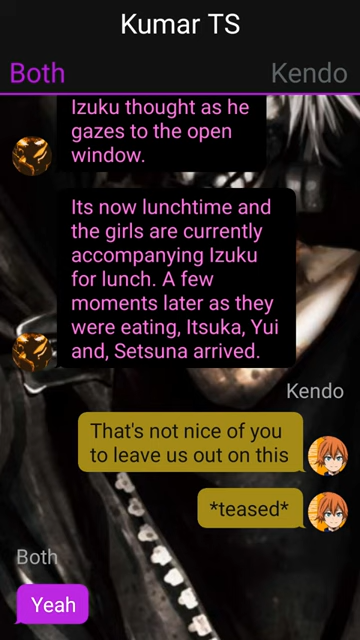 Kumar TS
Both
Kendo
Izuku thought as he
gazes to the open
window.
Its now lunchtime and
the girls are currently
accompanying Izuku
for lunch. A few
moments later as they
were eating, Itsuka, Yui
and, Setsuna arrived.
Kendo
That's not nice of you
to leave us out on this
*teased*
Both
Yeah